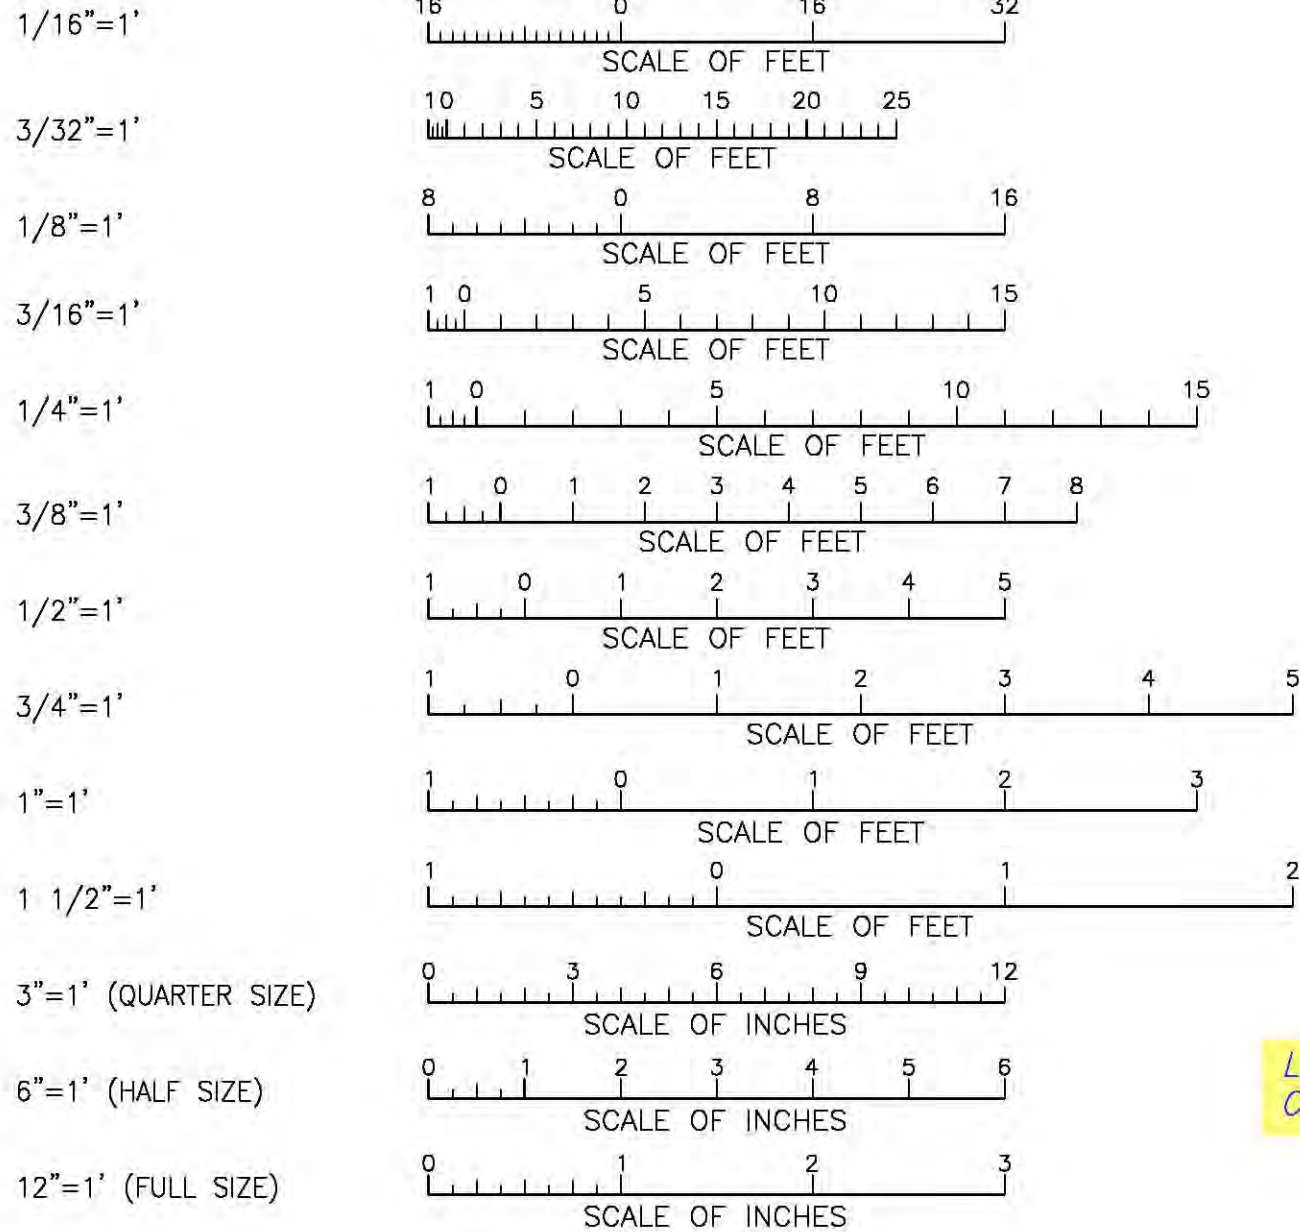 16 0 16 32
1/16"=1'
SCALE OF FEET
10 5 10 15 20 25
3/32"=1'
SCALE OF FEET
8 0 8 16
1/8"=1'
SCALE OF FEET
1 0 5 10 15
3/16"=1'
SCALE OF FEET
1 0 5 10 15
1/4"=1'
SCALE OF FEET
1 0 1 2 3 4 5 6 7 8
3/8"=1'
SCALE OF FEET
1 0 1 2 3 4 5
1/2"=1'
SCALE OF FEET
1 0 1 2 3 4 5
3/4"=1'
SCALE OF FEET
1 0 1 2 3
1"=1'
SCALE OF FEET
1 0 1 2
1 1/2"=1'
SCALE OF FEET
0 3 6 9 12
3"=1' (QUARTER SIZE)
SCALE OF INCHES
0 1 2 3 4 5 6
6"=1' (HALF SIZE)
SCALE OF INCHES
0 1 2 3
12"=1' (FULL SIZE)
SCALE OF INCHES